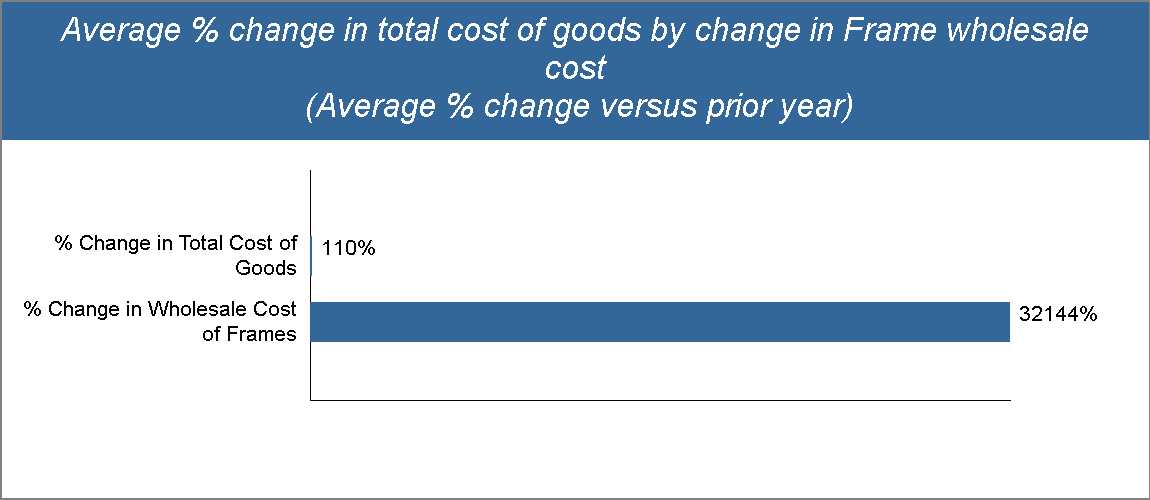 Average % change in total cost of goods by change in Frame wholesale
cost
(Average % change versus prior year)
% Change in Total Cost of
Goods
110%
% Change in Wholesale Cost
of Frames
32144%